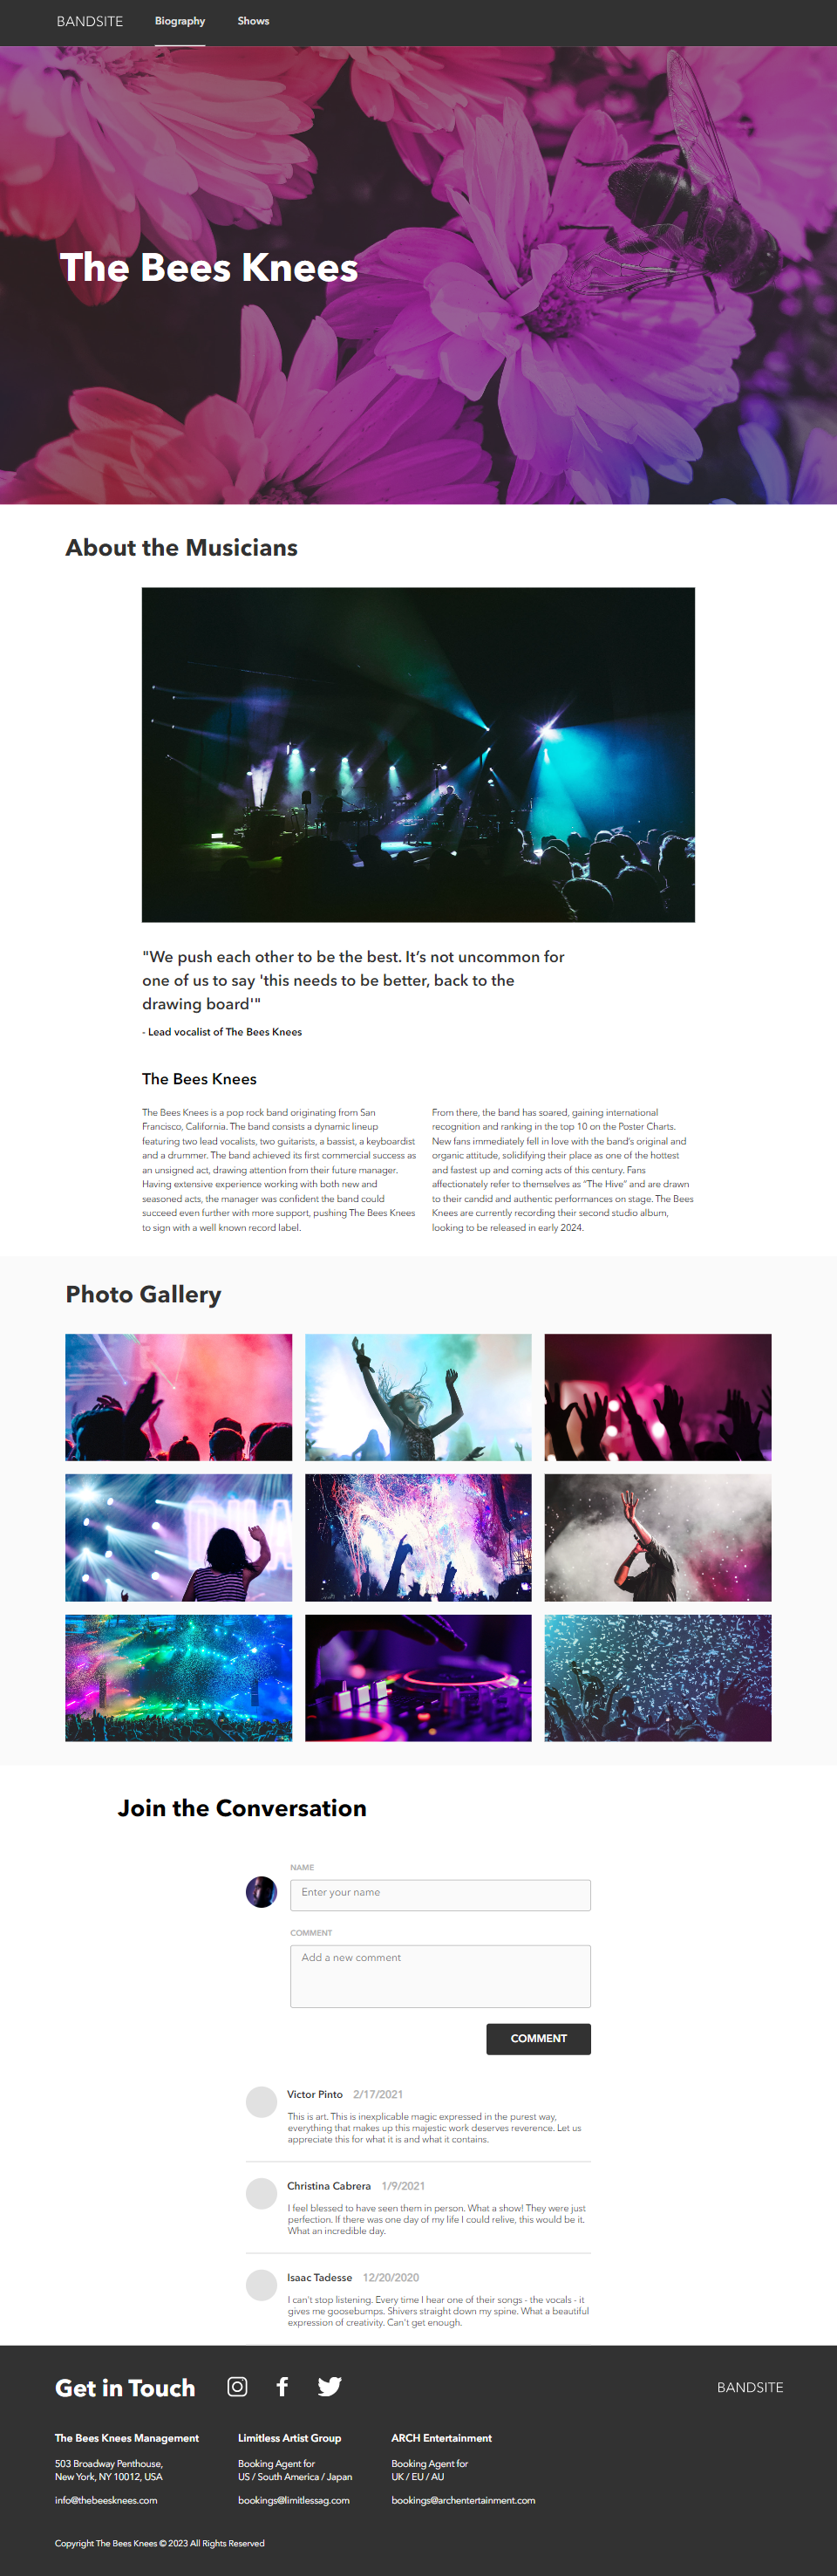 BANDSITE Biography Shows
The Bees Knees
About the Musicians
"We push each other to be the best. It’s not uncommon for
one of us to say 'this needs to be better, back to the
drawing board'"
- Lead vocalist of The Bees Knees
The Bees Knees
The Bees Knees is a pop rock band originating from San
Francisco, California. The band consists a dynamic lineup
featuring two lead vocalists, two guitarists, a bassist, a keyboardist
and a drummer. The band achieved its first commercial success as
an unsigned act, drawing attention from their future manager.
Having extensive experience working with both new and
seasoned acts, the manager was confident the band could
succeed even further with more support, pushing The Bees Knees
to sign with a well known record label.
From there, the band has soared, gaining international
recognition and ranking in the top 10 on the Poster Charts.
New fans immediately fell in love with the band's original and
organic attitude, solidifying their place as one of the hottest
and fastest up and coming acts of this century. Fans
affectionately refer to themselves as “The Hive” and are drawn
to their candid and authentic performances on stage. The Bees
Knees are currently recording their second studio album,
looking to be released in early 2024.
Photo Gallery
Join the Conversation
NAME
Enter your name
COMMENT
Add a new comment
COMMENT
Victor Pinto 2/17/2021
This is art. This is inexplicable magic expressed in the purest way,
everything that makes up this majestic work deserves reverence. Let us
appreciate this for what it is and what it contains.
Christina Cabrera 1/9/2021
I feel blessed to have seen them in person. What a show! They were just
perfection. If there was one day of my life I could relive, this would be it.
What an incredible day.
Isaac Tadesse 12/20/2020
I can't stop listening. Every time I hear one of their songs - the vocals - it
gives me goosebumps. Shivers straight down my spine. What a beautiful
expression of creativity. Can't get enough.
Get in Touch BANDSITE
The Bees Knees Management
503 Broadway Penthouse,
New York, NY 10012, USA
info@thebeesknees.com
Limitless Artist Group
Booking Agent for
US / South America / Japan
bookings@limitlessag.com
ARCH Entertainment
Booking Agent for
UK / EU / AU
bookings@archentertainment.com
Copyright The Bees Knees © 2023 All Rights Reserved